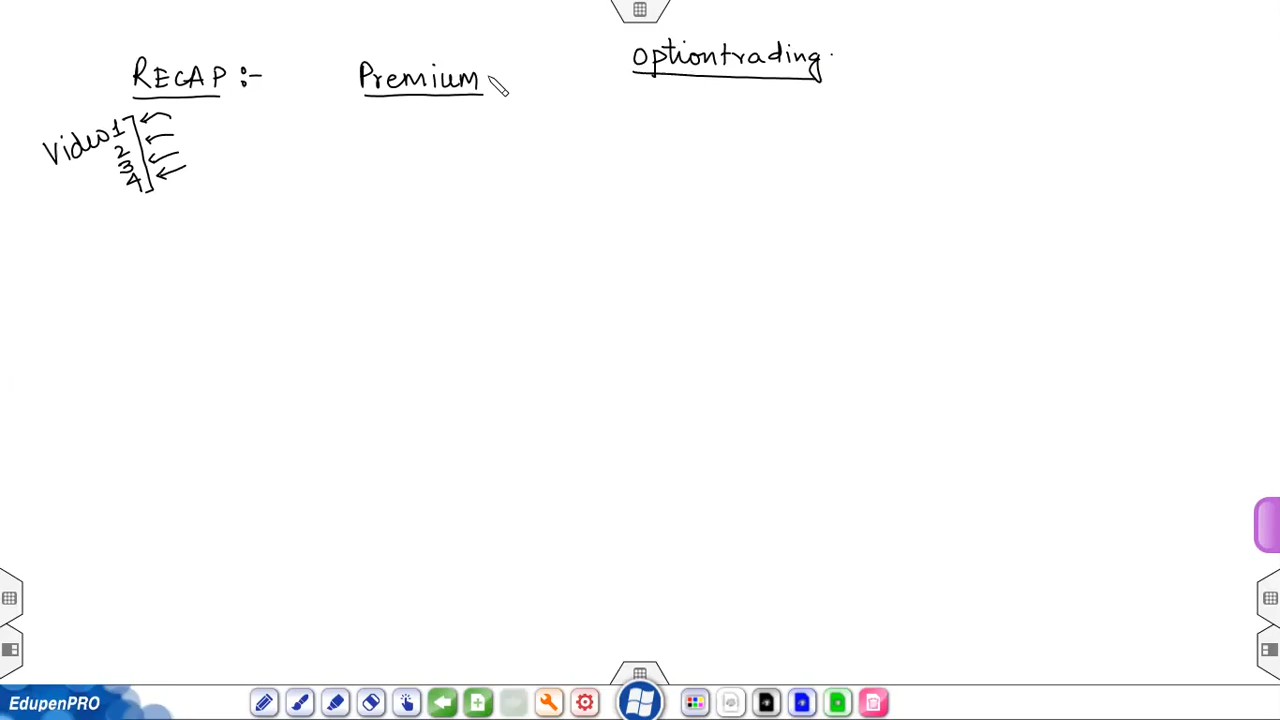 Optiontrading.
RECAP :- Premium
Video 1
2
3
4
EdupenPRO